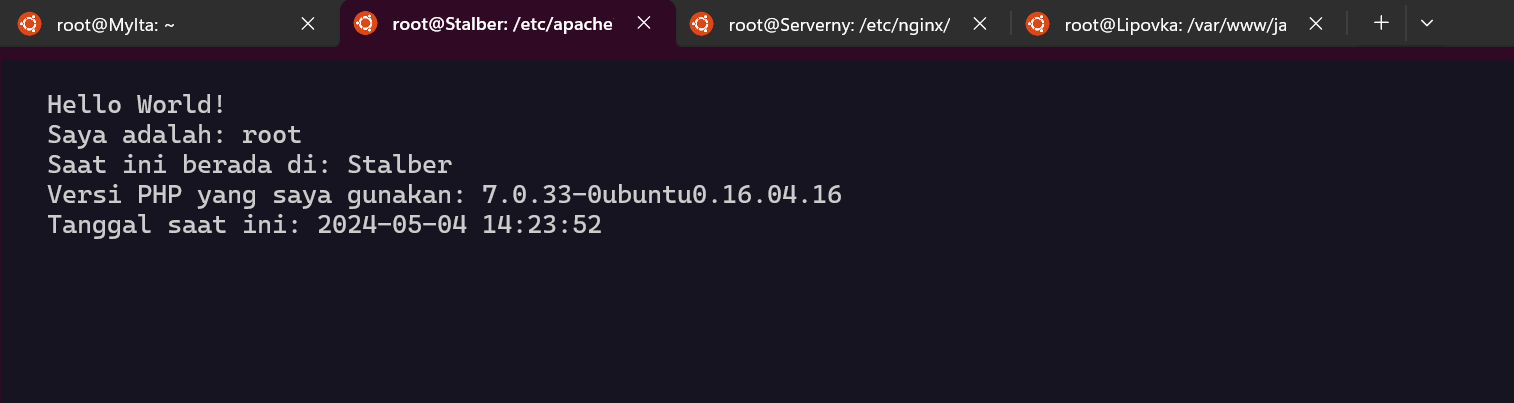 root@Mylta: ~
root@Stalber: /etc/apache
root@Serverny: /etc/nginx/
root@Lipovka: /var/www/ja
Hello World!
Saya adalah: root
Saat ini berada di: Stalber
Versi PHP yang saya gunakan: 7.0.33-0ubuntu0.16.04.16
Tanggal saat ini: 2024-05-04 14:23:52